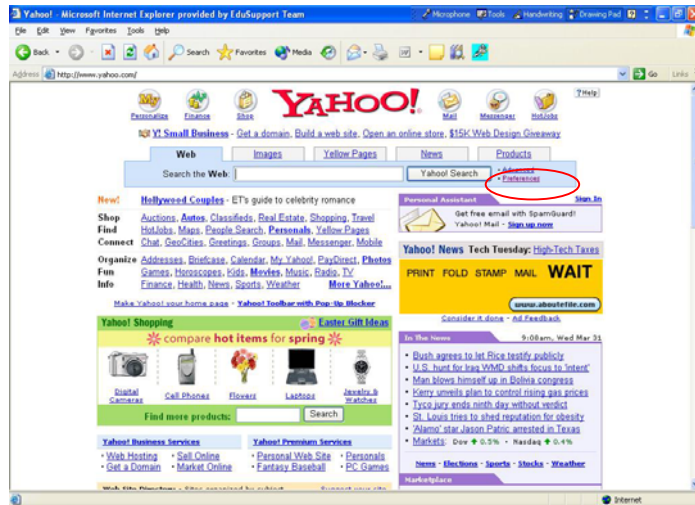 Yahoo! - Microsoft Internet Explorer provided by EduSupport Team
Microphone Tools Handwriting Drawing Pad
File Edit View Favorites Tools Help
Back Search Favorites Media
Address http://www.yahoo.com/ Go Links
YAHOO!
?Help
Personalize Finance Shop Mail Messenger HotJobs
Y! Small Business - Get a domain, Build a web site, Open an online store, $15K Web Design Giveaway
Web Images Yellow Pages News Products
Search the Web: Yahoo! Search
· Advanced
· Preferences
New! Hollywood Couples - ET's guide to celebrity romance
Shop Auctions, Autos, Classifieds, Real Estate, Shopping, Travel
Find HotJobs, Maps, People Search, Personals, Yellow Pages
Connect Chat, GeoCities, Greetings, Groups, Mail, Messenger, Mobile
Organize Addresses, Briefcase, Calendar, My Yahoo!, PayDirect, Photos
Fun Games, Horoscopes, Kids, Movies, Music, Radio, TV
Info Finance, Health, News, Sports, Weather More Yahoo!...
Make Yahoo! your home page - Yahoo! Toolbar with Pop-Up Blocker
Yahoo! Shopping Easter Gift Ideas
compare hot items for spring
Digital Cameras Cell Phones Flowers Laptops Jewelry & Watches
Find more products: Search
Yahoo! Business Services
· Web Hosting · Sell Online
· Get a Domain · Market Online
Yahoo! Premium Services
· Personal Web Site · Personals
· Fantasy Baseball · PC Games
Web Site Directory - Sites organized by subject Suggest your site
Personal Assistant Sign In
Get free email with SpamGuard!
Yahoo! Mail - Sign up now
Yahoo! News Tech Tuesday: High-Tech Taxes
PRINT FOLD STAMP MAIL WAIT
www.aboutefile.com
Consider it done - Ad Feedback
In The News 9:08am, Wed Mar 31
· Bush agrees to let Rice testify publicly
· U.S. hunt for Iraq WMD shifts focus to 'intent'
· Man blows himself up in Bolivia congress
· Kerry unveils plan to control rising gas prices
· Tyco jury ends ninth day without verdict
· St. Louis tries to shed reputation for obesity
· 'Alamo' star Jason Patric arrested in Texas
· Markets: Dow 0.5% · Nasdaq 0.4%
News - Elections - Sports - Stocks - Weather
Marketplace
Internet